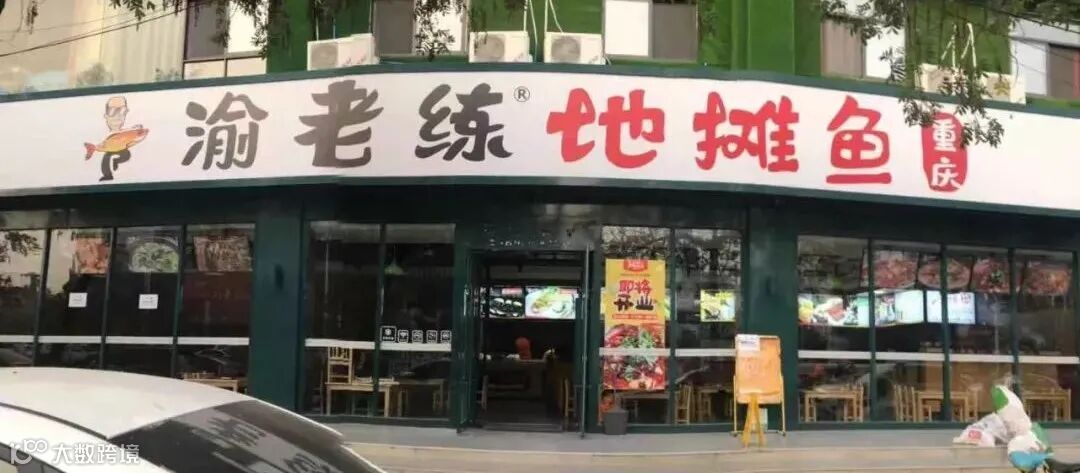 渝老练® 地摊鱼 重庆
即将
开业
大数跨境